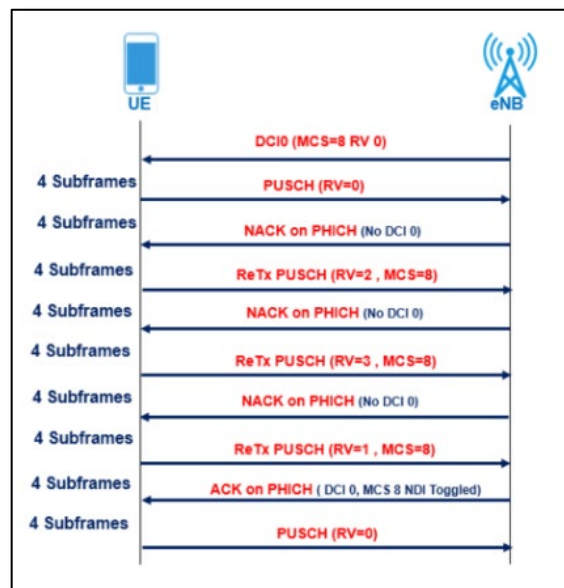 UE
eNB
DCI0 (MCS=8 RV 0)
4 Subframes
PUSCH (RV=0)
4 Subframes
NACK on PHICH (No DCI 0)
4 Subframes
ReTx PUSCH (RV=2 , MCS=8)
4 Subframes
NACK on PHICH (No DCI 0)
4 Subframes
ReTx PUSCH (RV=3 , MCS=8)
4 Subframes
NACK on PHICH (No DCI 0)
4 Subframes
ReTx PUSCH (RV=1 , MCS=8)
4 Subframes
ACK on PHICH ( DCI 0, MCS 8 NDI Toggled)
4 Subframes
PUSCH (RV=0)